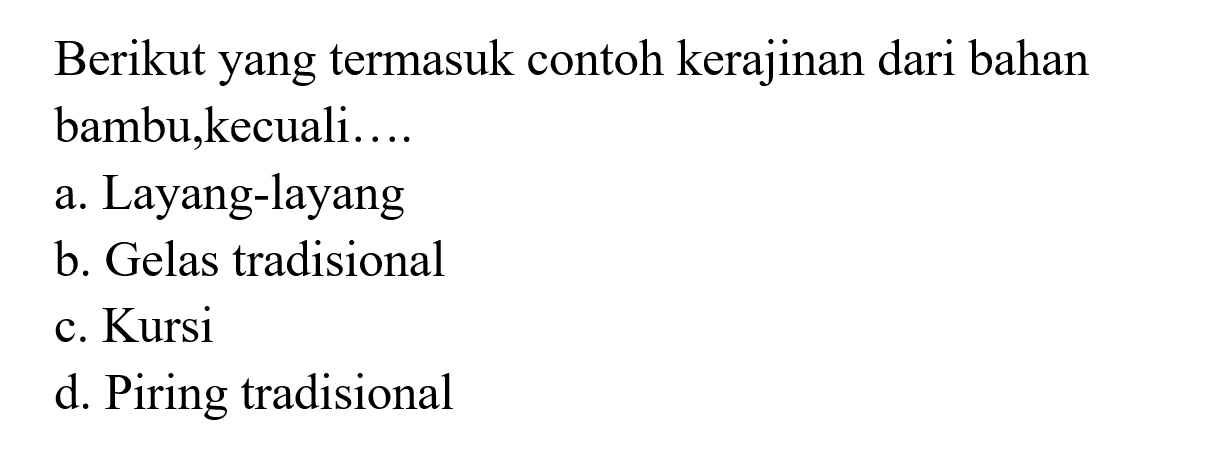 Berikut yang termasuk contoh kerajinan dari bahan
bambu,kecuali….
a. Layang-layang
b. Gelas tradisional
c. Kursi
d. Piring tradisional